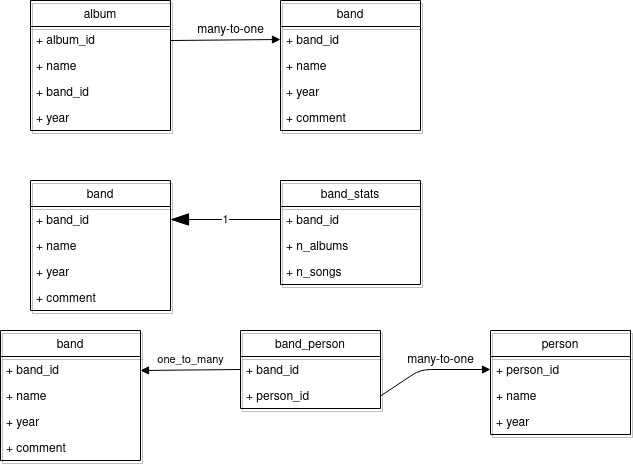 album
+ album_id
+ name
+ band_id
+ year
many-to-one
band
+ band_id
+ name
+ year
+ comment
band
+ band_id
+ name
+ year
+ comment
1
band_stats
+ band_id
+ n_albums
+ n_songs
band
+ band_id
+ name
+ year
+ comment
one_to_many
band_person
+ band_id
+ person_id
many-to-one
person
+ person_id
+ name
+ year